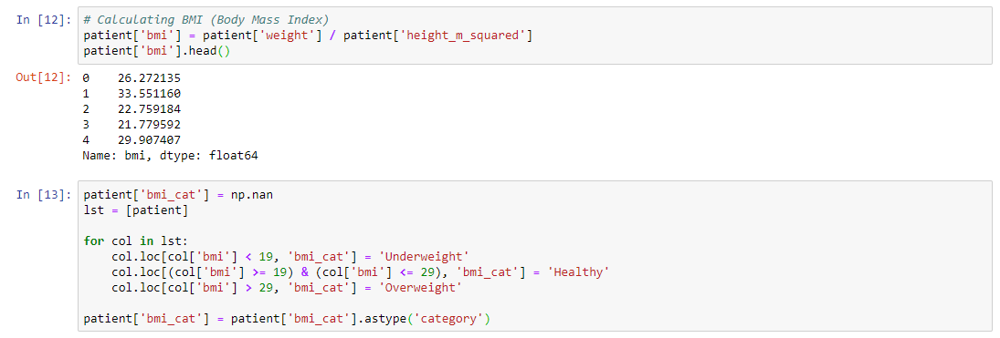 In [12]: # Calculating BMI (Body Mass Index)
patient['bmi'] = patient['weight'] / patient['height_m_squared']
patient['bmi'].head()
Out[12]: 0    26.272135
1    33.551160
2    22.759184
3    21.779592
4    29.907407
Name: bmi, dtype: float64
In [13]: patient['bmi_cat'] = np.nan
lst = [patient]
for col in lst:
    col.loc[col['bmi'] < 19, 'bmi_cat'] = 'Underweight'
    col.loc[(col['bmi'] >= 19) & (col['bmi'] <= 29), 'bmi_cat'] = 'Healthy'
    col.loc[col['bmi'] > 29, 'bmi_cat'] = 'Overweight'
patient['bmi_cat'] = patient['bmi_cat'].astype('category')